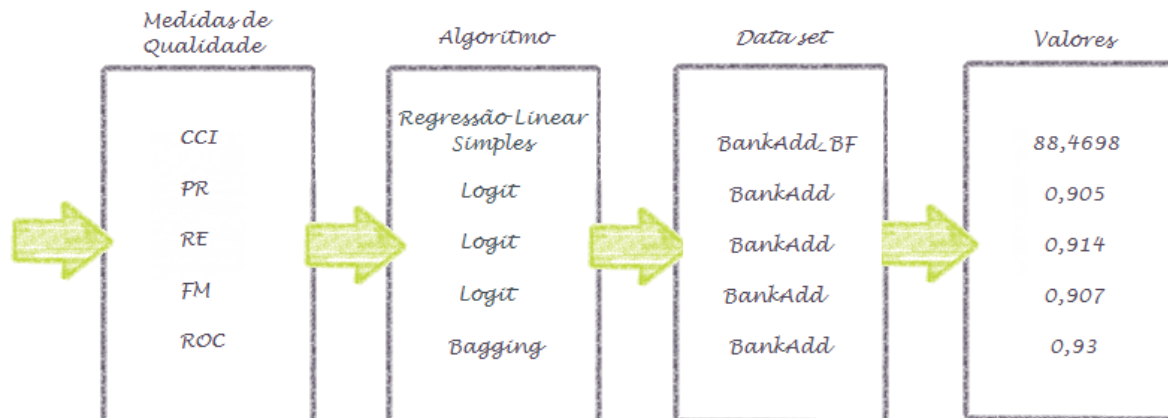 Medidas de
Qualidade
Algoritmo
Data set
Valores
CCI
Regressão Linear
Simples
BankAdd_BF
88,4698
PR
Logit
BankAdd
0,905
RE
Logit
BankAdd
0,914
FM
Logit
BankAdd
0,907
ROC
Bagging
BankAdd
0,93